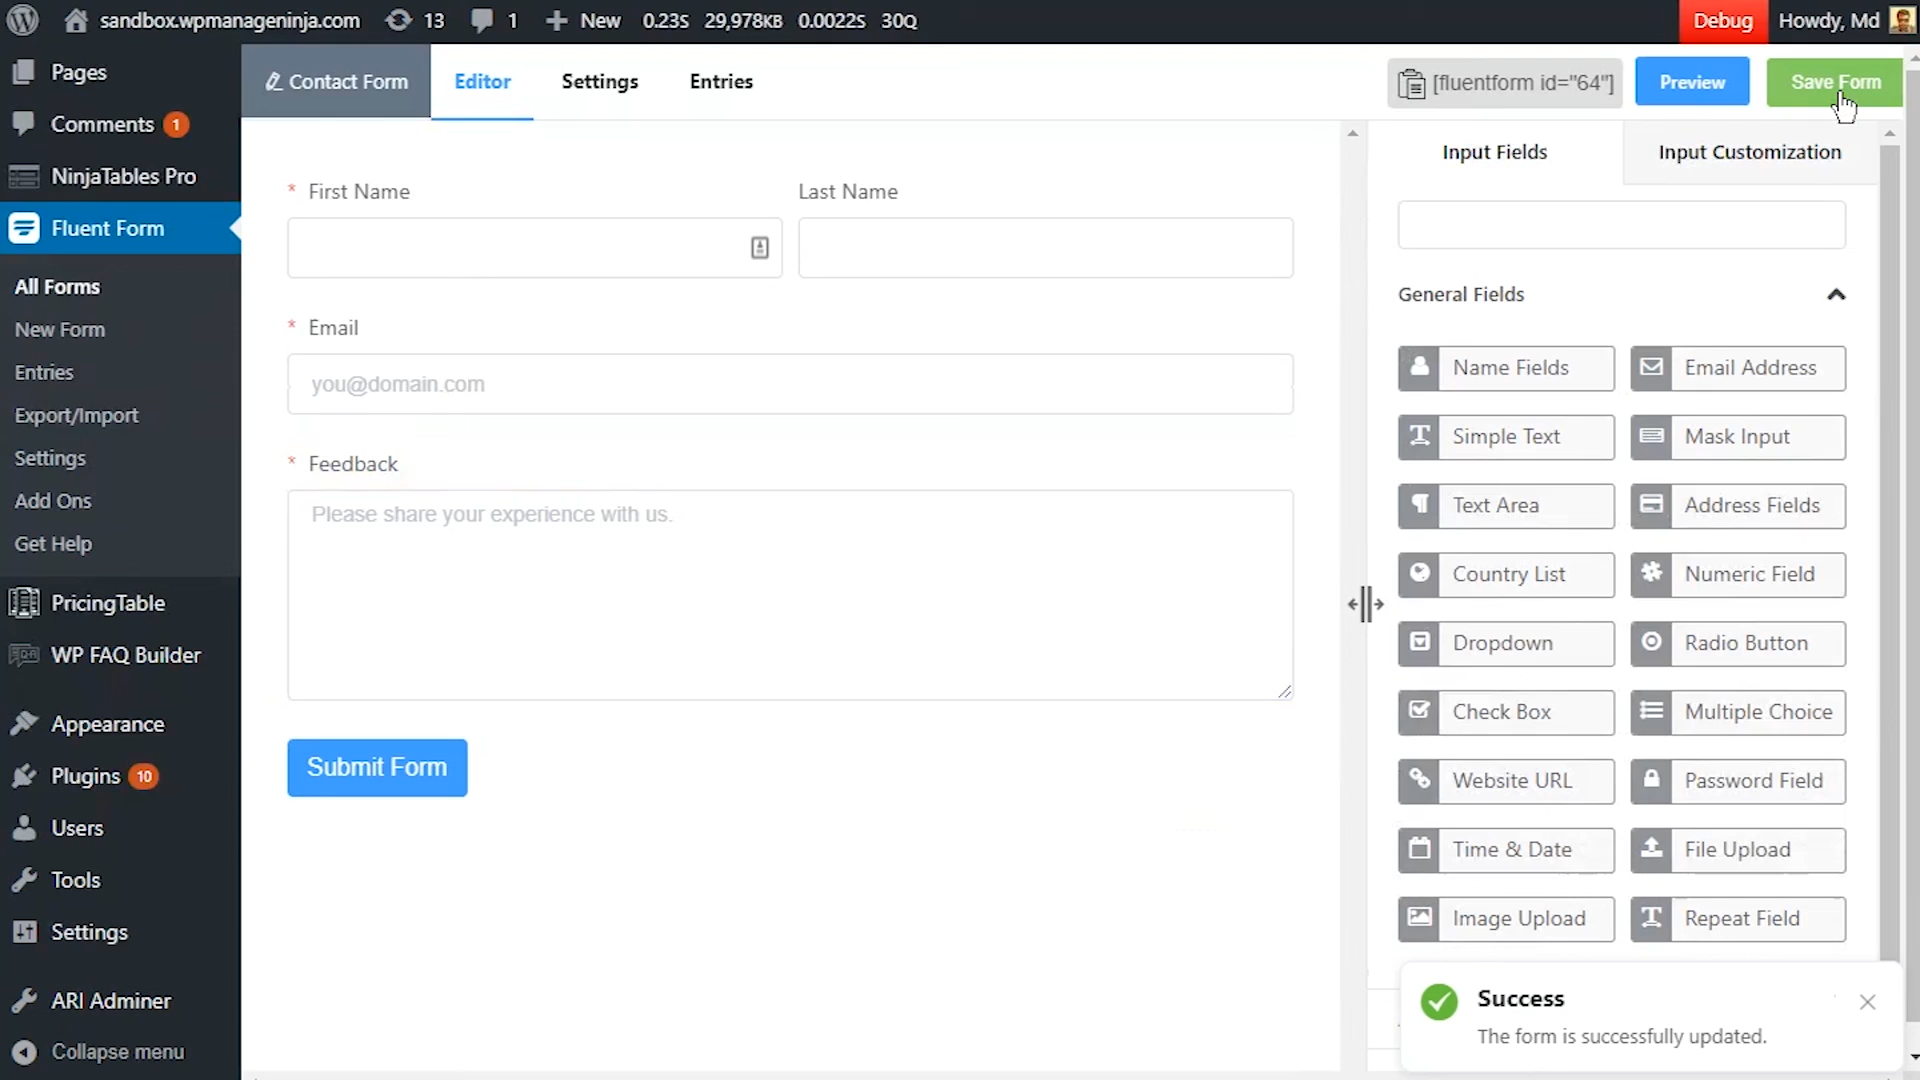 sandbox.wpmanageninja.com 13 1 New 0.23s 29,978KB 0.0022s 30Q Debug Howdy, Md
Pages
Comments 1
NinjaTables Pro
Fluent Form
All Forms
New Form
Entries
Export/Import
Settings
Add Ons
Get Help
PricingTable
WP FAQ Builder
Appearance
Plugins 10
Users
Tools
Settings
ARI Adminer
Collapse menu
Contact Form Editor Settings Entries [fluentform id="64"] Preview Save Form
* First Name Last Name
* Email
you@domain.com
* Feedback
Please share your experience with us.
Submit Form
Input Fields Input Customization
General Fields
Name Fields Email Address
Simple Text Mask Input
Text Area Address Fields
Country List Numeric Field
Dropdown Radio Button
Check Box Multiple Choice
Website URL Password Field
Time & Date File Upload
Image Upload Repeat Field
Success
The form is successfully updated.